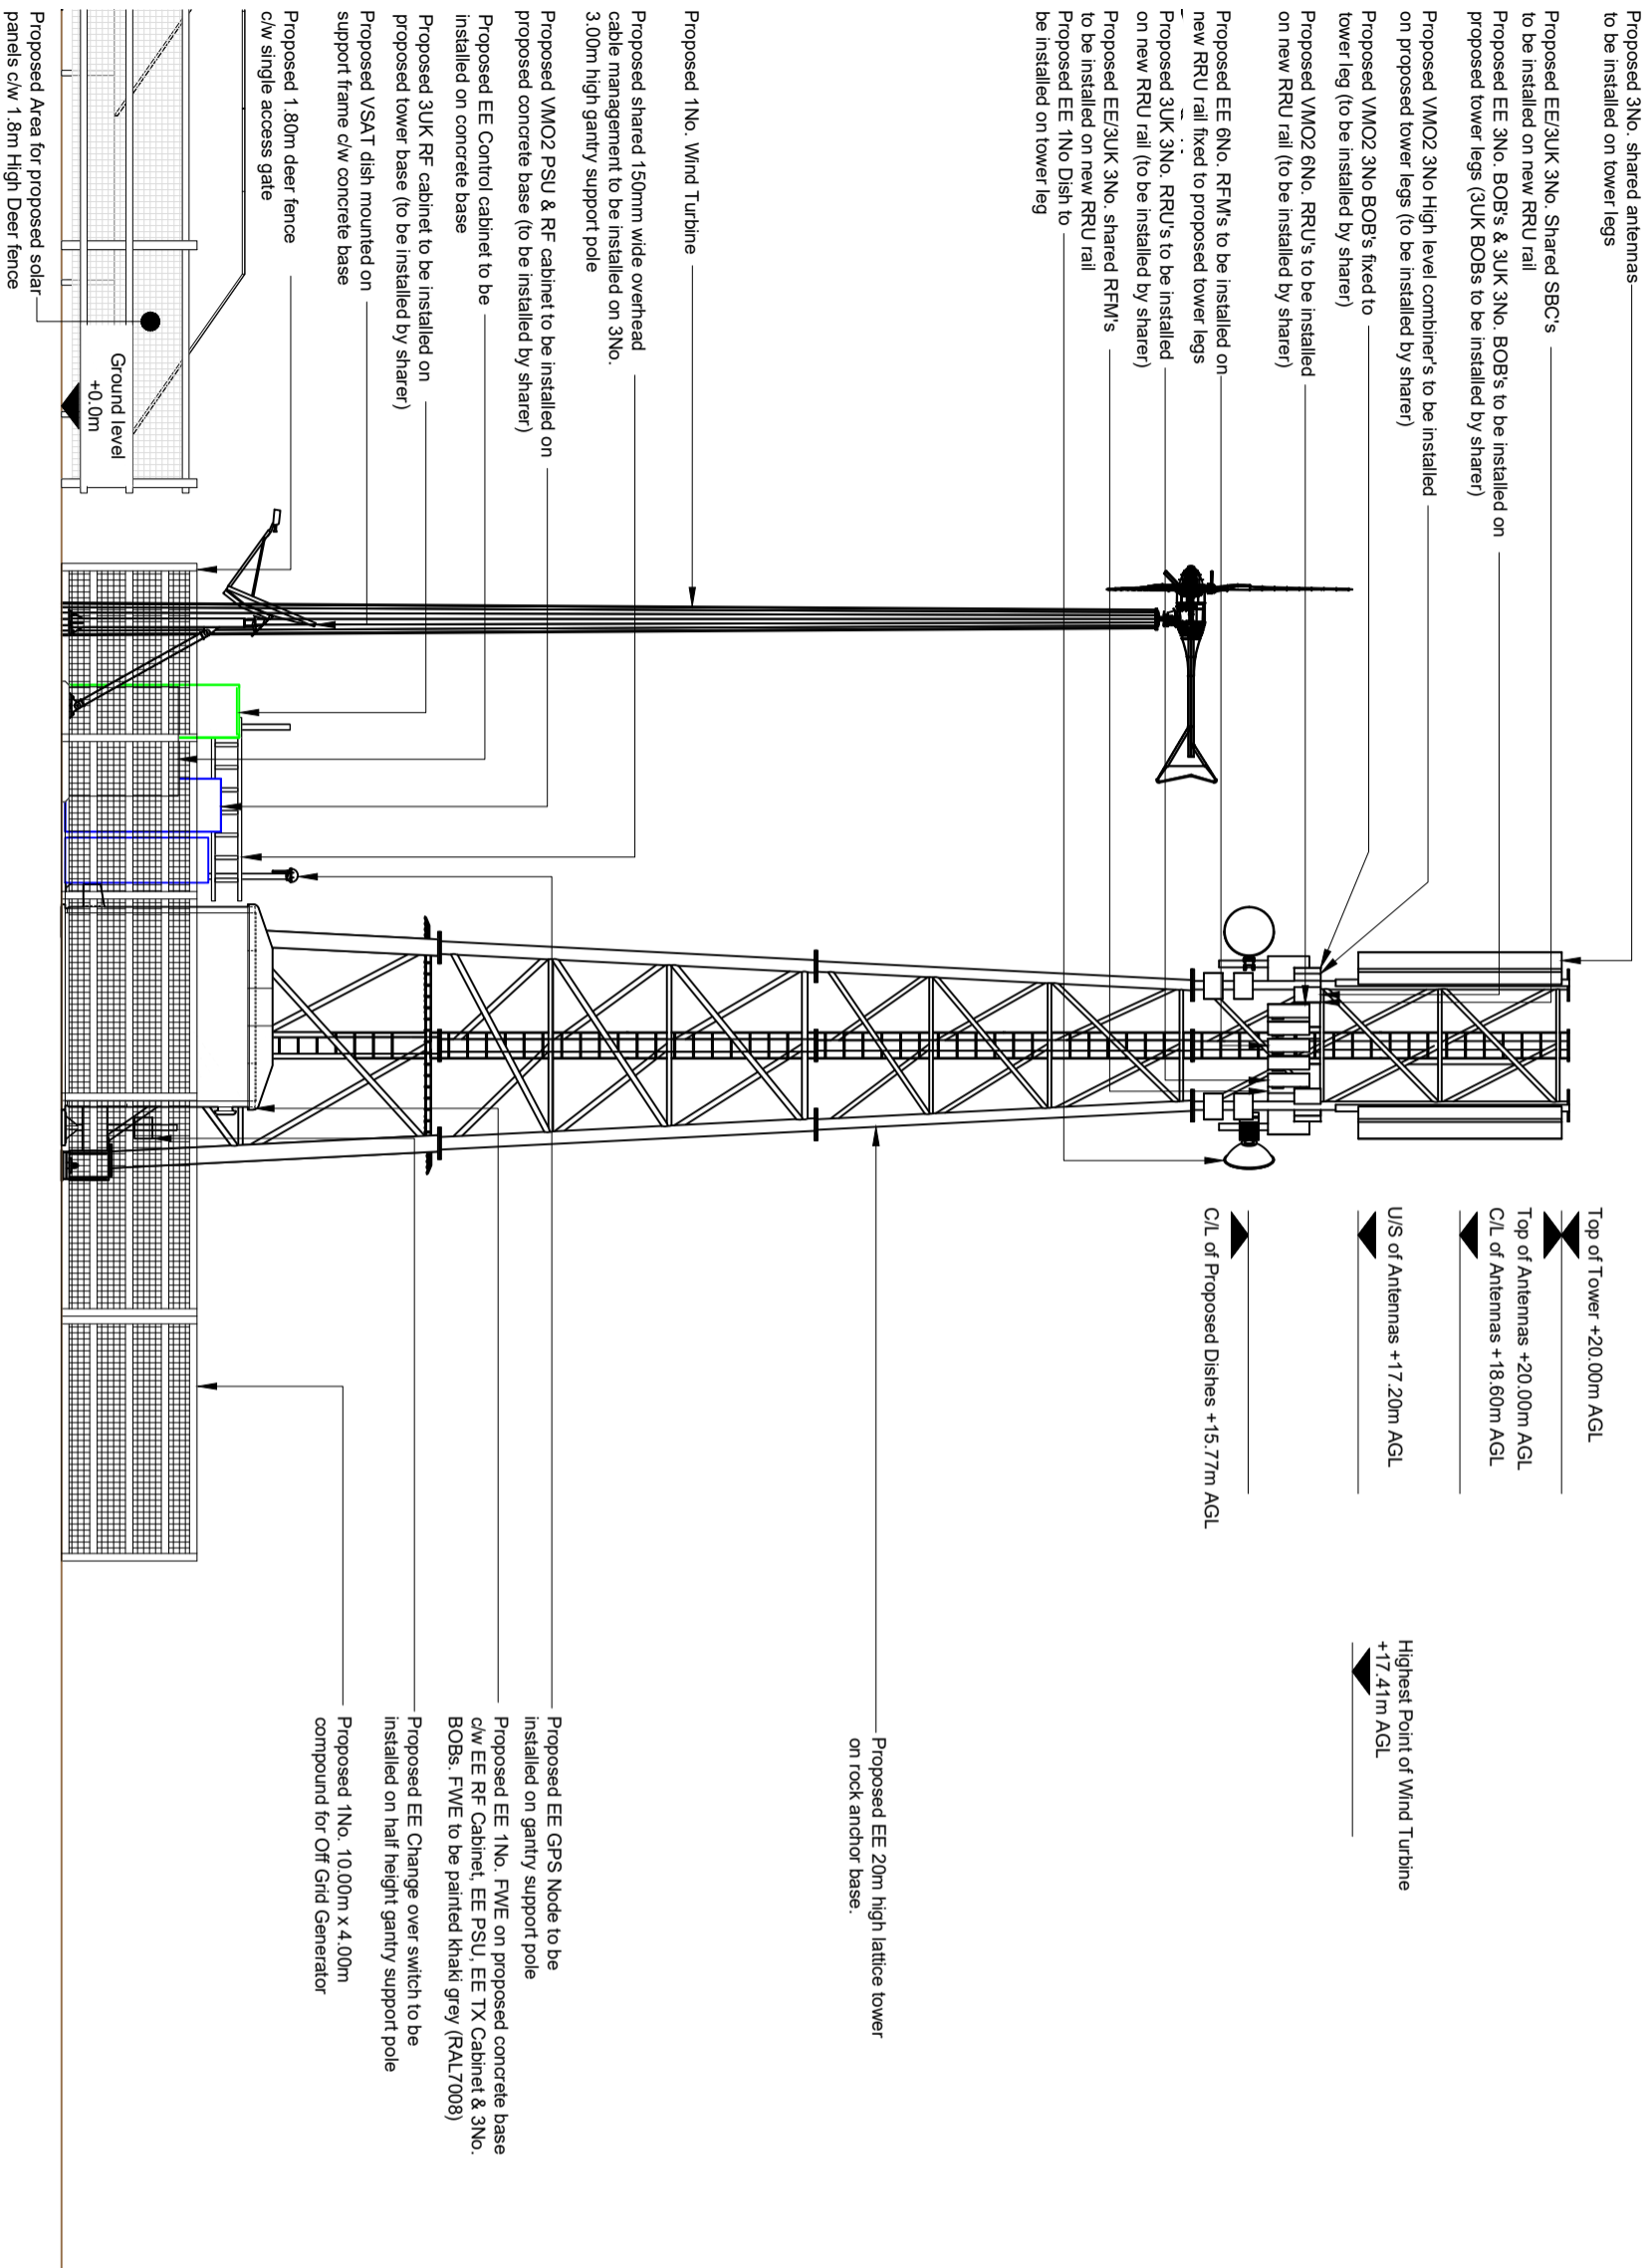 Proposed 3No. shared antennas
to be installed on tower legs
Proposed EE/3UK 3No. Shared SBC's
to be installed on new RRU rail
Proposed EE 3No. BOB's & 3UK 3No. BOB's to be installed on
proposed tower legs (3UK BOBs to be installed by sharer)
Proposed VMO2 3No High level combiner's to be installed
on proposed tower legs (to be installed by sharer)
Proposed VMO2 3No BOB's fixed to
tower leg (to be installed by sharer)
Proposed VMO2 6No. RRU's to be installed
on new RRU rail (to be installed by sharer)
Proposed EE 6No. RFM's to be installed on
new RRU rail fixed to proposed tower legs
Proposed 3UK 3No. RRU's to be installed
on new RRU rail (to be installed by sharer)
Proposed EE/3UK 3No. shared RFM's
to be installed on new RRU rail
Proposed EE 1No Dish to
be installed on tower leg
Proposed 1No. Wind Turbine
Proposed shared 150mm wide overhead
cable management to be installed on 3No.
3.00m high gantry support pole
Proposed VMO2 PSU & RF cabinet to be installed on
proposed concrete base (to be installed by sharer)
Proposed EE Control cabinet to be
installed on concrete base
Proposed 3UK RF cabinet to be installed on
proposed tower base (to be installed by sharer)
Proposed VSAT dish mounted on
support frame c/w concrete base
Proposed 1.80m deer fence
c/w single access gate
Ground level
+0.0m
Proposed Area for proposed solar
panels c/w 1.8m High Deer fence
Top of Tower +20.00m AGL
Top of Antennas +20.00m AGL
C/L of Antennas +18.60m AGL
U/S of Antennas +17.20m AGL
C/L of Proposed Dishes +15.77m AGL
Highest Point of Wind Turbine
+17.41m AGL
Proposed EE 20m high lattice tower
on rock anchor base.
Proposed EE GPS Node to be
installed on gantry support pole
Proposed EE 1No. FWE on proposed concrete base
c/w EE RF Cabinet, EE PSU, EE TX Cabinet & 3No.
BOBs. FWE to be painted khaki grey (RAL7008)
Proposed EE Change over switch to be
installed on half height gantry support pole
Proposed 1No. 10.00m x 4.00m
compound for Off Grid Generator